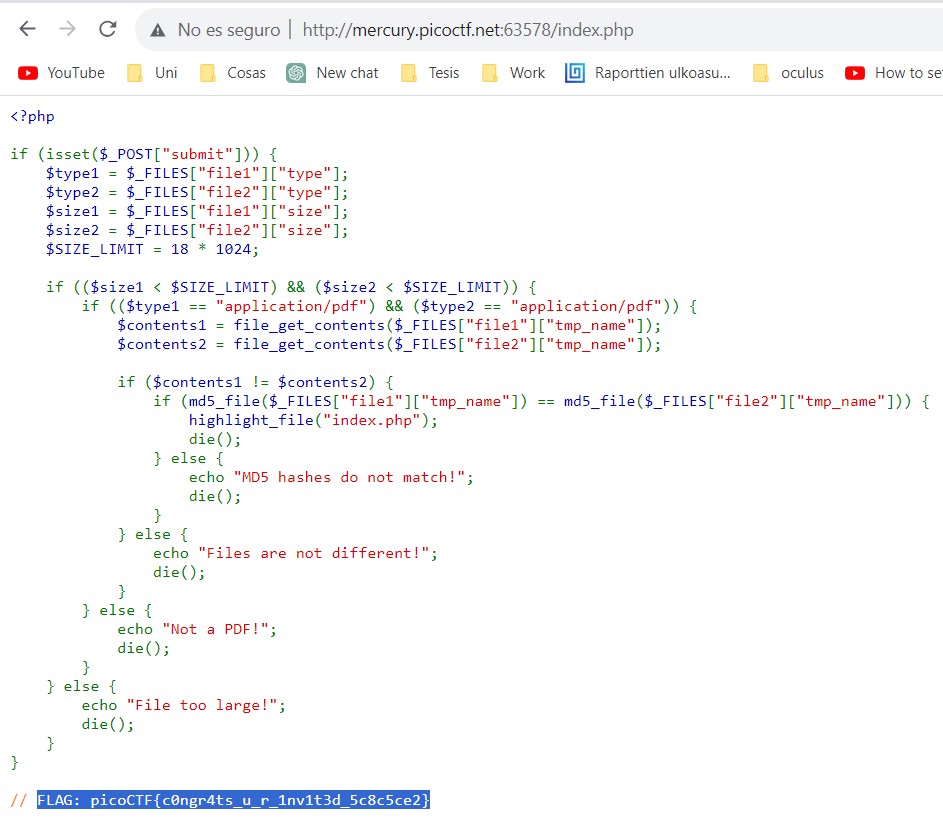 No es seguro | http://mercury.picoctf.net:63578/index.php
YouTube Uni Cosas New chat Tesis Work Raporttien ulkoasu... oculus How to se
<?php
if (isset($_POST["submit"])) {
    $type1 = $_FILES["file1"]["type"];
    $type2 = $_FILES["file2"]["type"];
    $size1 = $_FILES["file1"]["size"];
    $size2 = $_FILES["file2"]["size"];
    $SIZE_LIMIT = 18 * 1024;
    if (($size1 < $SIZE_LIMIT) && ($size2 < $SIZE_LIMIT)) {
        if (($type1 == "application/pdf") && ($type2 == "application/pdf")) {
            $contents1 = file_get_contents($_FILES["file1"]["tmp_name"]);
            $contents2 = file_get_contents($_FILES["file2"]["tmp_name"]);
            if ($contents1 != $contents2) {
                if (md5_file($_FILES["file1"]["tmp_name"]) == md5_file($_FILES["file2"]["tmp_name"])) {
                    highlight_file("index.php");
                    die();
                } else {
                    echo "MD5 hashes do not match!";
                    die();
                }
            } else {
                echo "Files are not different!";
                die();
            }
        } else {
            echo "Not a PDF!";
            die();
        }
    } else {
        echo "File too large!";
        die();
    }
}
// FLAG: picoCTF{c0ngr4ts_u_r_1nv1t3d_5c8c5ce2}